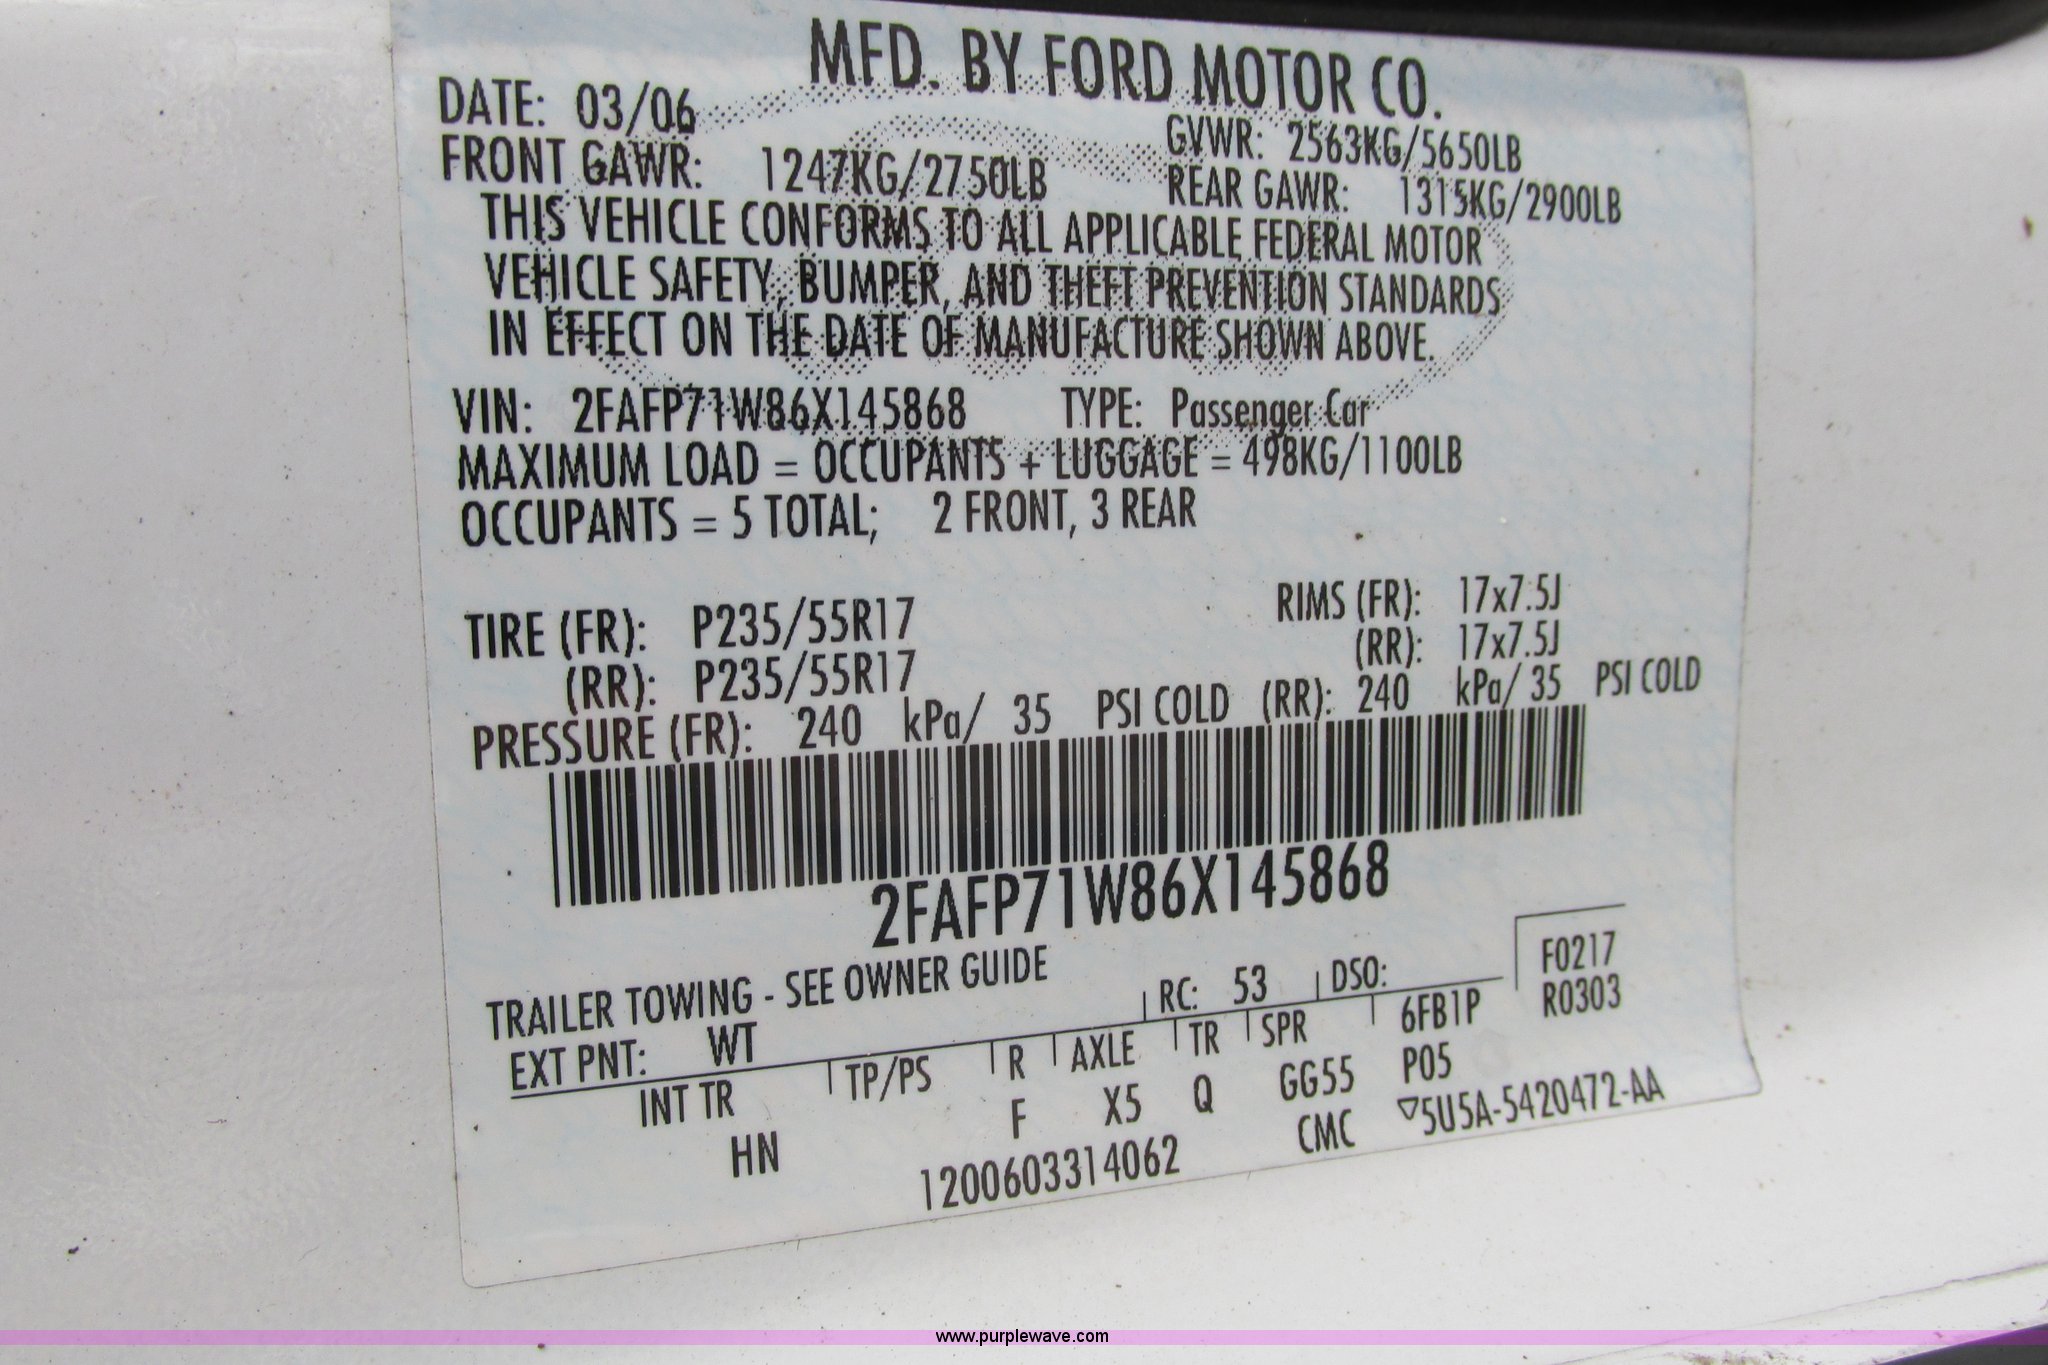 MFD. BY FORD MOTOR CO.
DATE: 03/06 GVWR: 2563KG/5650LB
FRONT GAWR: 1247KG/2750LB REAR GAWR: 1315KG/2900LB
THIS VEHICLE CONFORMS TO ALL APPLICABLE FEDERAL MOTOR
VEHICLE SAFETY, BUMPER, AND THEFT PREVENTION STANDARDS
IN EFFECT ON THE DATE OF MANUFACTURE SHOWN ABOVE.
VIN: 2FAFP71W86X145868 TYPE: Passenger Car
MAXIMUM LOAD = OCCUPANTS + LUGGAGE = 498KG/1100LB
OCCUPANTS = 5 TOTAL; 2 FRONT, 3 REAR
TIRE (FR): P235/55R17 RIMS (FR): 17x7.5J
(RR): P235/55R17 (RR): 17x7.5J
PRESSURE (FR): 240 kPa/ 35 PSI COLD (RR): 240 kPa/ 35 PSI COLD
2FAFP71W86X145868
TRAILER TOWING - SEE OWNER GUIDE F0217
EXT PNT: WT RC: 53 DSO: R0303
INT TR TP/PS R AXLE TR SPR 6FB1P
HN F X5 Q GG55 P05
1200603314062 CMC ▽5U5A-5420472-AA
www.purplewave.com